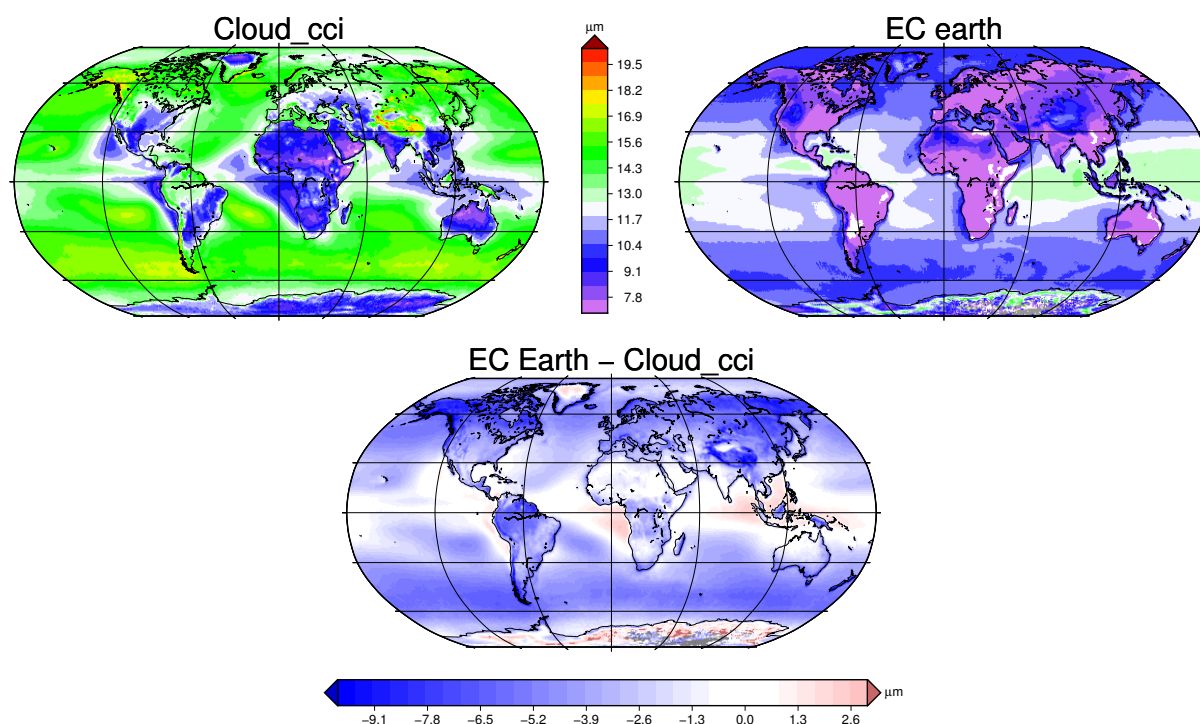 Cloud_cci
EC earth
μm
19.5
18.2
16.9
15.6
14.3
13.0
11.7
10.4
9.1
7.8
EC Earth − Cloud_cci
μm
−9.1 −7.8 −6.5 −5.2 −3.9 −2.6 −1.3 0.0 1.3 2.6